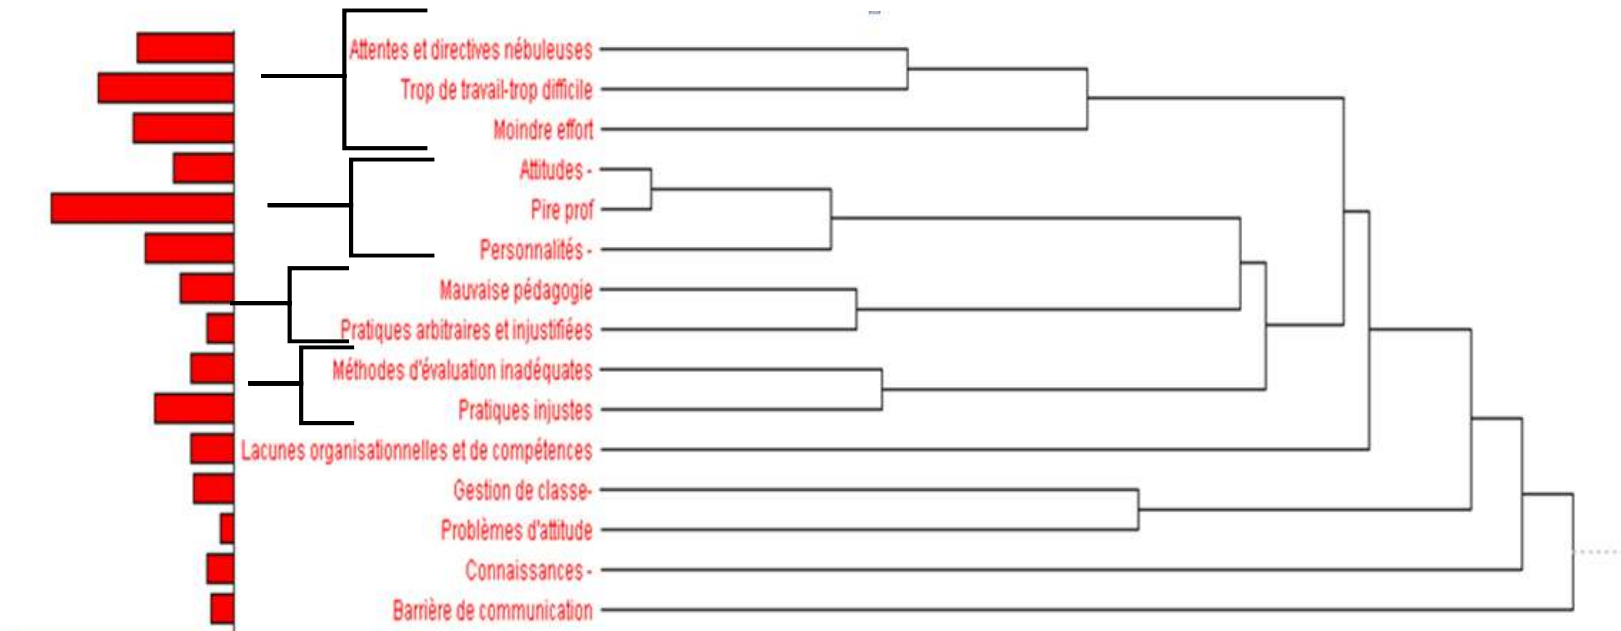 Attentes et directives nébuleuses
Trop de travail-trop difficile
Moindre effort
Attitudes -
Pire prof
Personnalités -
Mauvaise pédagogie
Pratiques arbitraires et injustifiées
Méthodes d'évaluation inadéquates
Pratiques injustes
Lacunes organisationnelles et de compétences
Gestion de classe-
Problèmes d'attitude
Connaissances -
Barrière de communication